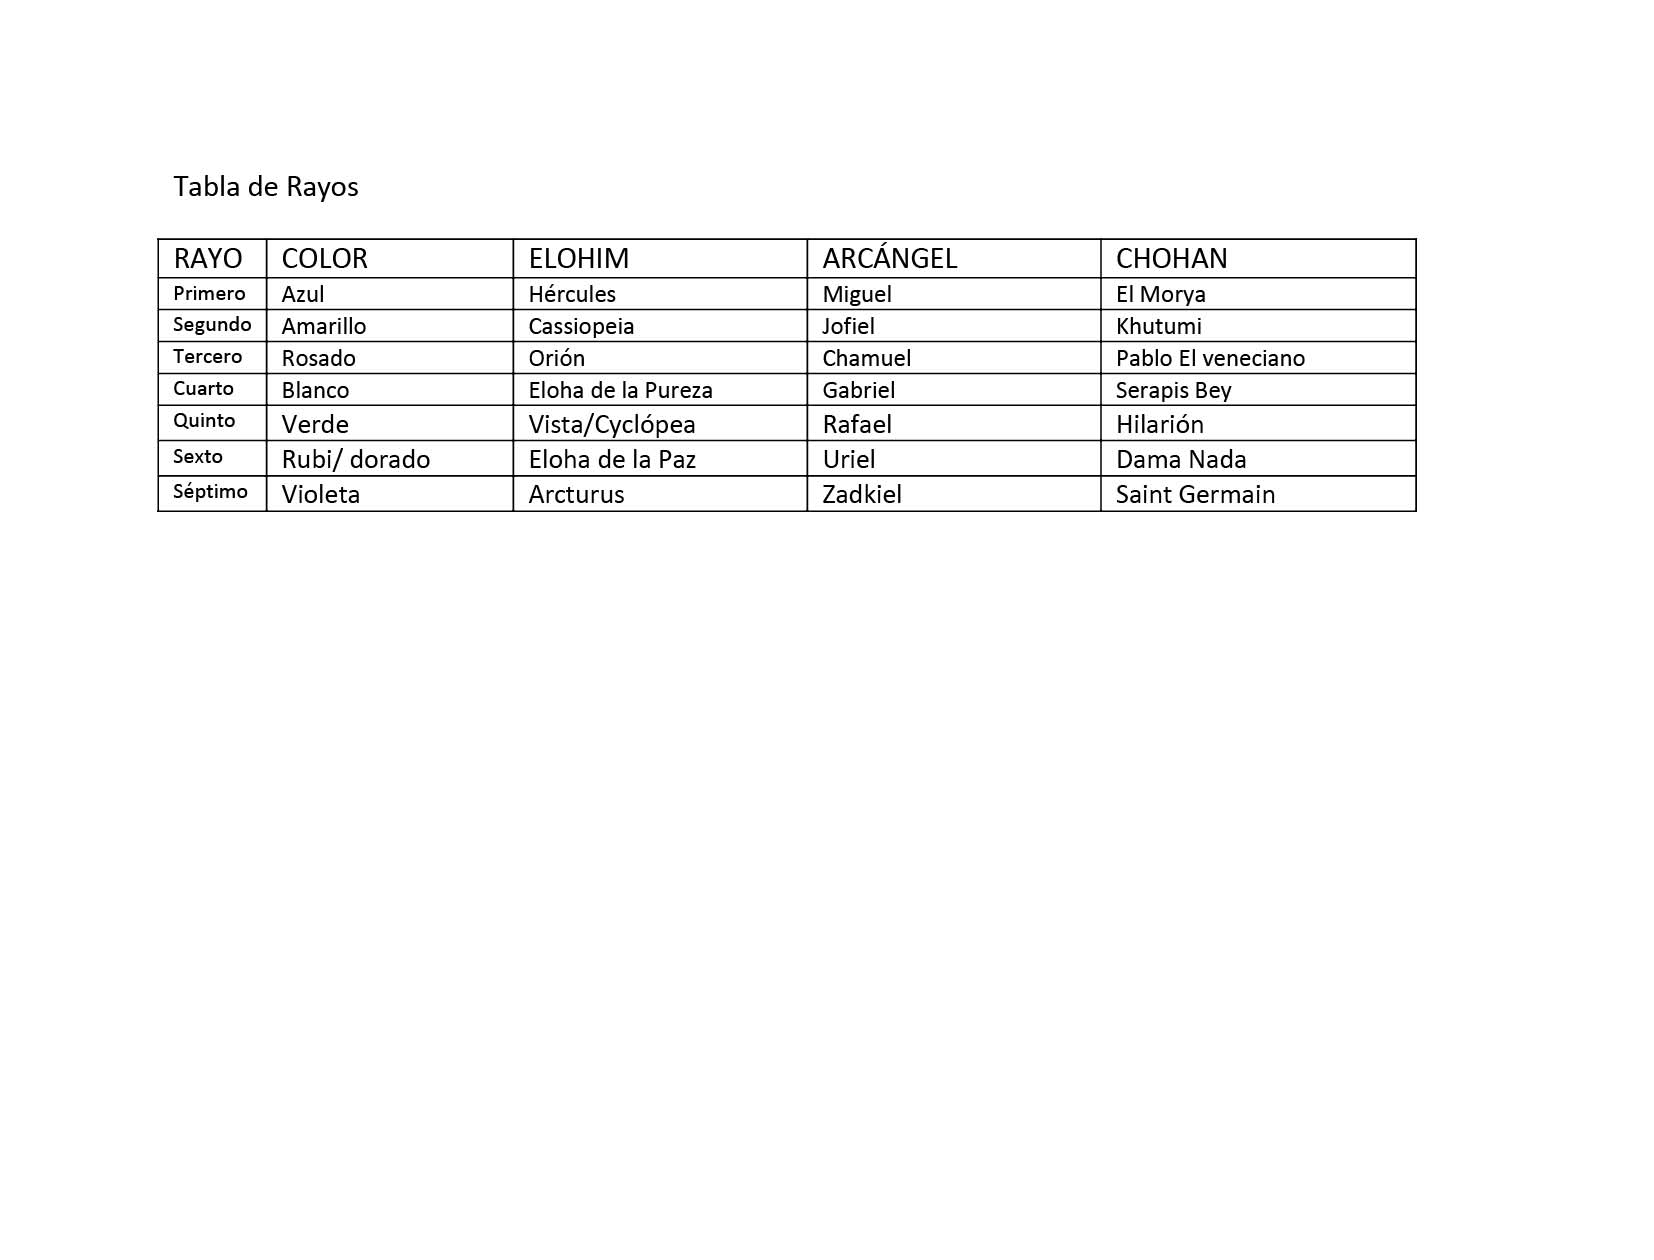 Tabla de Rayos
RAYO COLOR ELOHIM ARCÁNGEL CHOHAN
Primero Azul Hércules Miguel El Morya
Segundo Amarillo Cassiopeia Jofiel Khutumi
Tercero Rosado Orión Chamuel Pablo El veneciano
Cuarto Blanco Eloha de la Pureza Gabriel Serapis Bey
Quinto Verde Vista/Cyclópea Rafael Hilarión
Sexto Rubi/ dorado Eloha de la Paz Uriel Dama Nada
Séptimo Violeta Arcturus Zadkiel Saint Germain